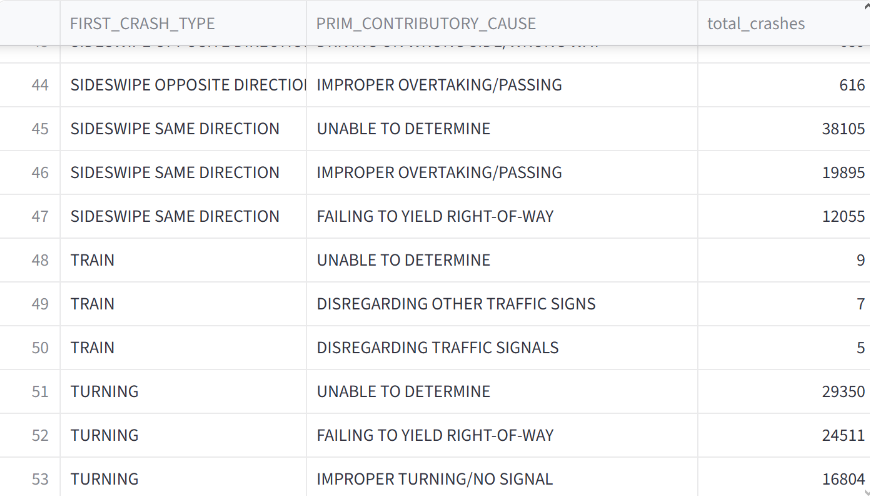 FIRST_CRASH_TYPE PRIM_CONTRIBUTORY_CAUSE total_crashes
44 SIDESWIPE OPPOSITE DIRECTIO IMPROPER OVERTAKING/PASSING 616
45 SIDESWIPE SAME DIRECTION UNABLE TO DETERMINE 38105
46 SIDESWIPE SAME DIRECTION IMPROPER OVERTAKING/PASSING 19895
47 SIDESWIPE SAME DIRECTION FAILING TO YIELD RIGHT-OF-WAY 12055
48 TRAIN UNABLE TO DETERMINE 9
49 TRAIN DISREGARDING OTHER TRAFFIC SIGNS 7
50 TRAIN DISREGARDING TRAFFIC SIGNALS 5
51 TURNING UNABLE TO DETERMINE 29350
52 TURNING FAILING TO YIELD RIGHT-OF-WAY 24511
53 TURNING IMPROPER TURNING/NO SIGNAL 16804